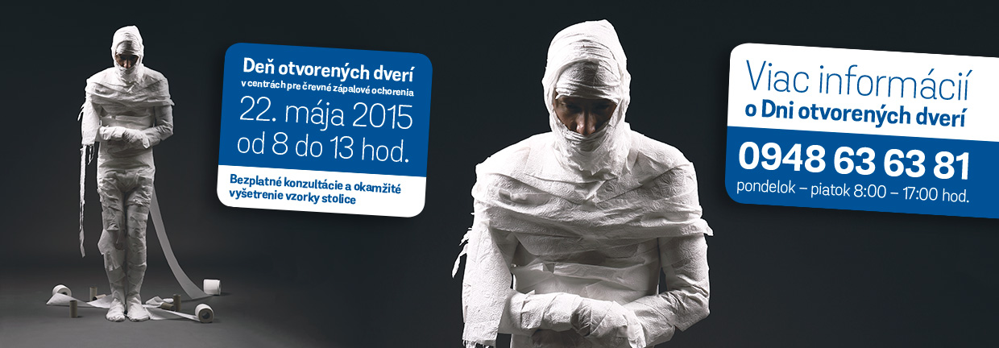 Deň otvorených dverí
v centrách pre črevné zápalové ochorenia
22. mája 2015
od 8 do 13 hod.
Bezplatné konzultácie a okamžité
vyšetrenie vzorky stolice
Viac informácií
o Dni otvorených dverí
0948 63 63 81
pondelok – piatok 8:00 – 17:00 hod.